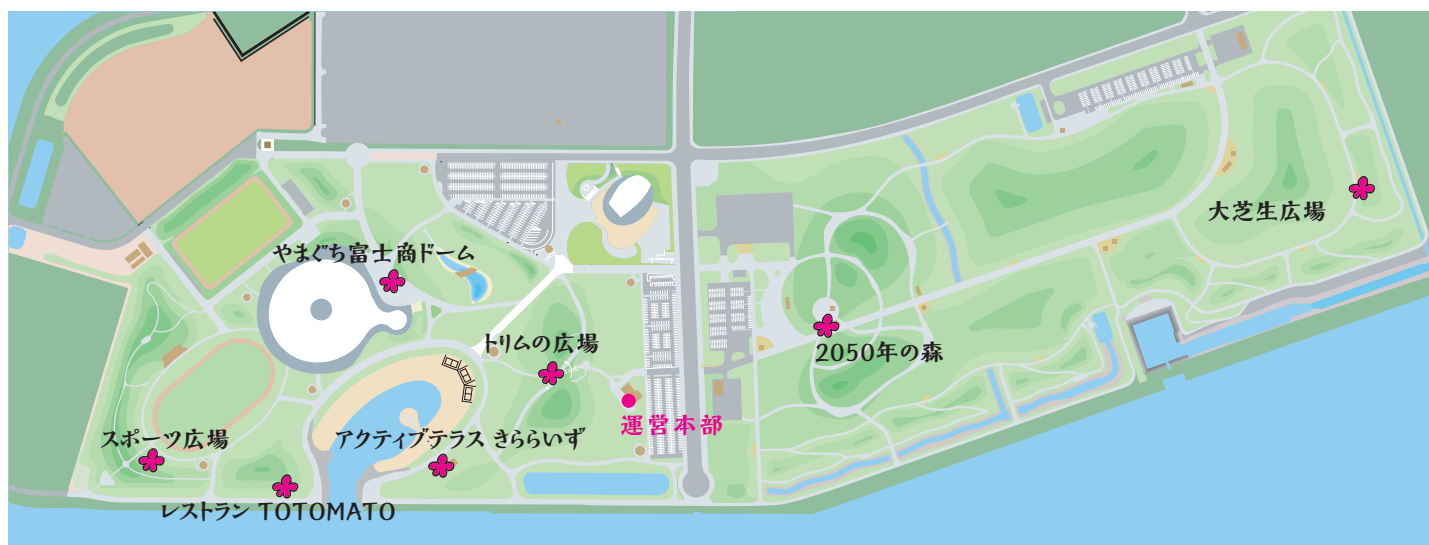 大芝生広場
やまぐち富士商ドーム
トリムの広場
2050年の森
運営本部
スポーツ広場
アクティブテラス きららいず
レストラン TOTOMATO